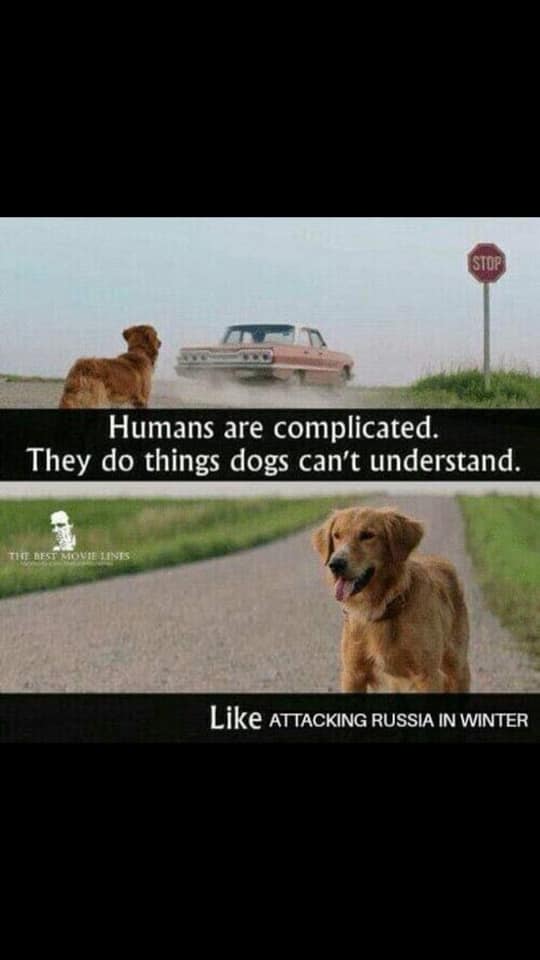 STOP
Humans are complicated.
They do things dogs can't understand.
THE BEST MOVIE LINES
Like ATTACKING RUSSIA IN WINTER